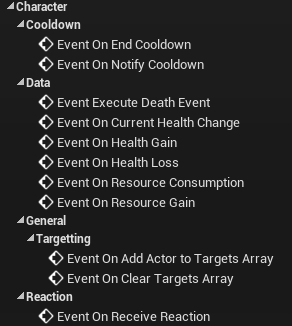 Character
Cooldown
Event On End Cooldown
Event On Notify Cooldown
Data
Event Execute Death Event
Event On Current Health Change
Event On Health Gain
Event On Health Loss
Event On Resource Consumption
Event On Resource Gain
General
Targetting
Event On Add Actor to Targets Array
Event On Clear Targets Array
Reaction
Event On Receive Reaction